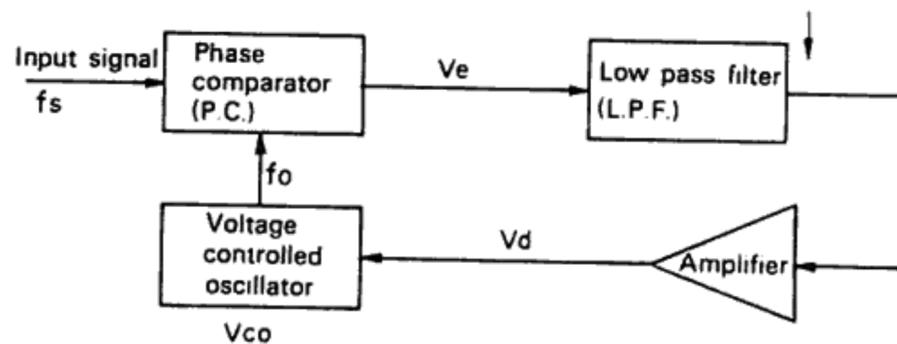 Input signal
fs
Phase
comparator
(P.C.)
Ve
Low pass filter
(L.P.F.)
fo
Voltage
controlled
oscillator
Vco
Vd
Amplifier